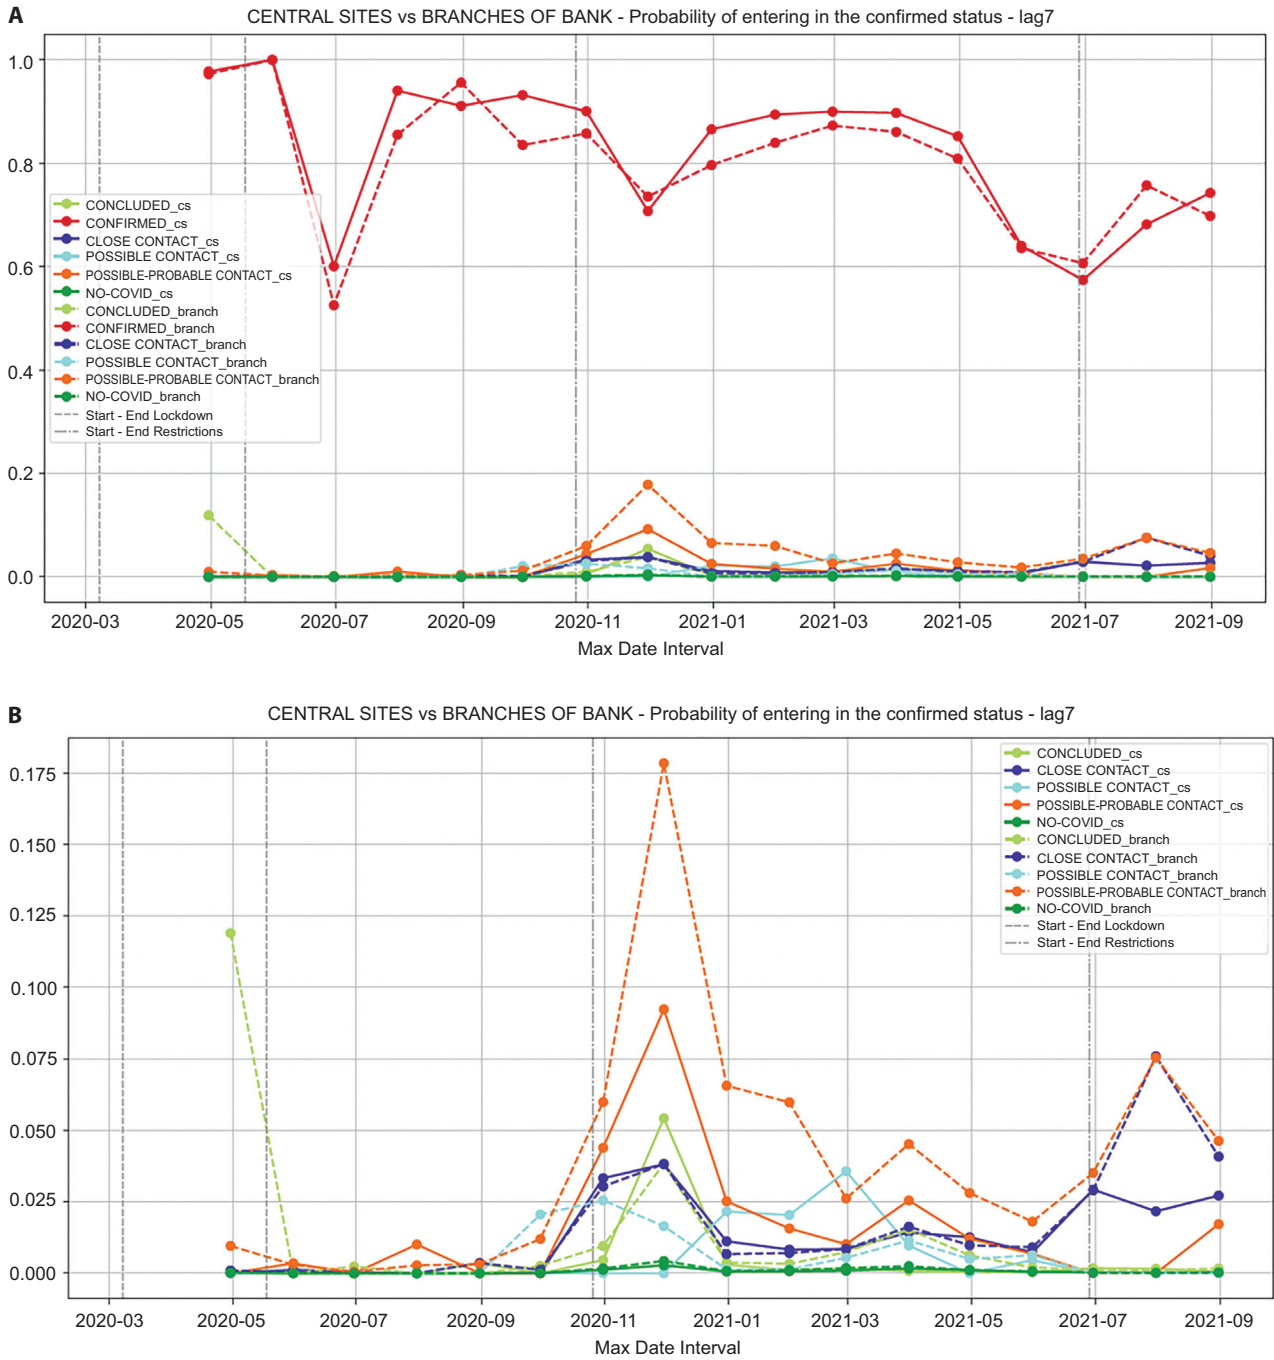 A
CENTRAL SITES vs BRANCHES OF BANK - Probability of entering in the confirmed status - lag7
1.0
0.8
0.6
0.4
0.2
0.0
CONCLUDED_cs
CONFIRMED_cs
CLOSE CONTACT_cs
POSSIBLE CONTACT_cs
POSSIBLE-PROBABLE CONTACT_cs
NO-COVID_cs
CONCLUDED_branch
CONFIRMED_branch
CLOSE CONTACT_branch
POSSIBLE CONTACT_branch
POSSIBLE-PROBABLE CONTACT_branch
NO-COVID_branch
Start - End Lockdown
Start - End Restrictions
2020-03 2020-05 2020-07 2020-09 2020-11 2021-01 2021-03 2021-05 2021-07 2021-09
Max Date Interval
B
CENTRAL SITES vs BRANCHES OF BANK - Probability of entering in the confirmed status - lag7
0.175
0.150
0.125
0.100
0.075
0.050
0.025
0.000
CONCLUDED_cs
CLOSE CONTACT_cs
POSSIBLE CONTACT_cs
POSSIBLE-PROBABLE CONTACT_cs
NO-COVID_cs
CONCLUDED_branch
CLOSE CONTACT_branch
POSSIBLE CONTACT_branch
POSSIBLE-PROBABLE CONTACT_branch
NO-COVID_branch
Start - End Lockdown
Start - End Restrictions
2020-03 2020-05 2020-07 2020-09 2020-11 2021-01 2021-03 2021-05 2021-07 2021-09
Max Date Interval